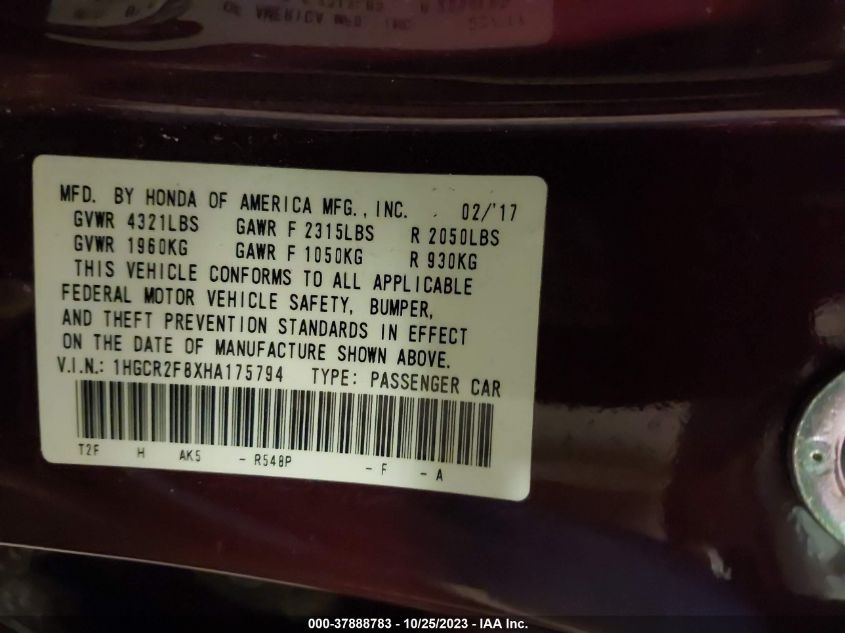 MFD. BY HONDA OF AMERICA MFG., INC. 02/'17
GVWR 4321LBS GAWR F 2315LBS R 2050LBS
GVWR 1960KG GAWR F 1050KG R 930KG
THIS VEHICLE CONFORMS TO ALL APPLICABLE
FEDERAL MOTOR VEHICLE SAFETY, BUMPER,
AND THEFT PREVENTION STANDARDS IN EFFECT
ON THE DATE OF MANUFACTURE SHOWN ABOVE.
V.I.N.: 1HGCR2F8XHA175794 TYPE: PASSENGER CAR
T2F H AK5 - R548P - F - A
000-37888783 - 10/25/2023 - IAA Inc.